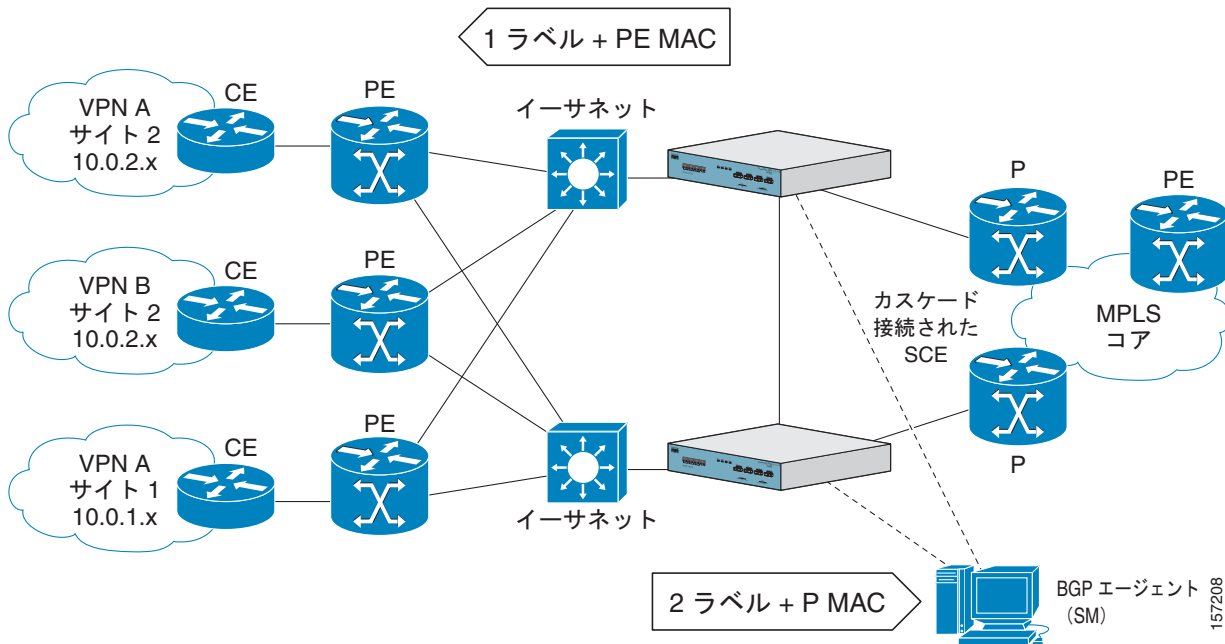 1 ラベル + PE MAC
VPN A
サイト 2
10.0.2.x
CE
PE
イーサネット
P
PE
VPN B
サイト 2
10.0.2.x
CE
PE
カスケード
接続された
SCE
MPLS
コア
VPN A
サイト 1
10.0.1.x
CE
PE
イーサネット
P
2 ラベル + P MAC
BGP エージェント
（SM）
157208